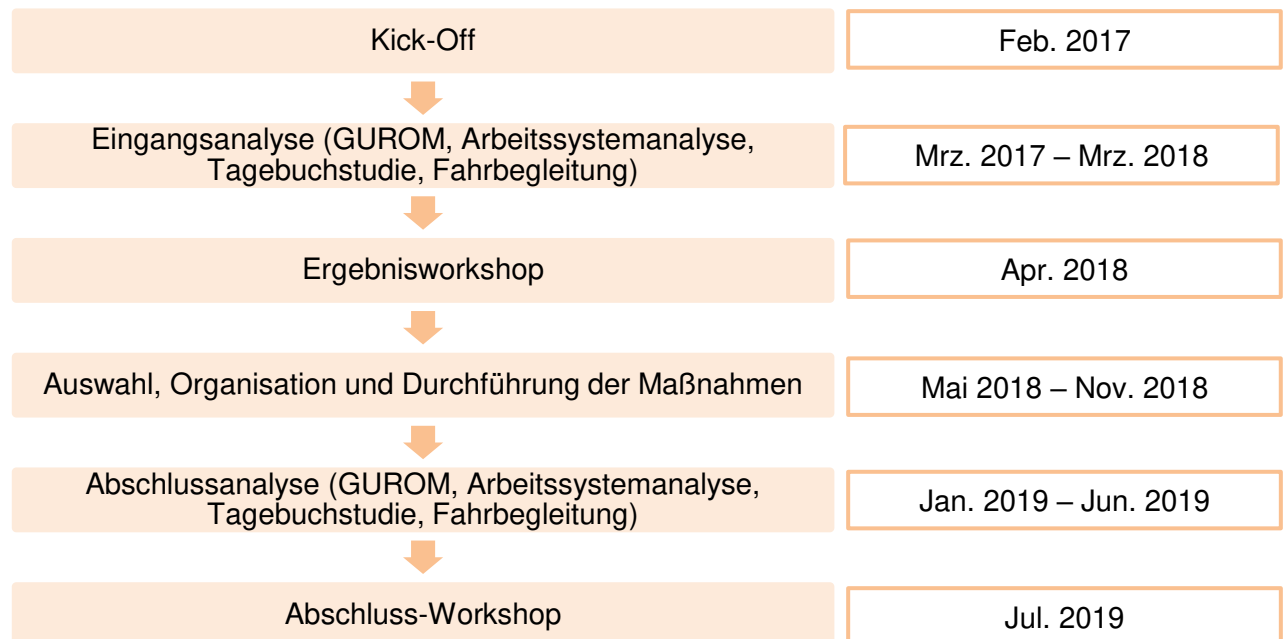 Kick-Off
Feb. 2017
Eingangsanalyse (GUROM, Arbeitssystemanalyse,
Tagebuchstudie, Fahrbegleitung)
Mrz. 2017 – Mrz. 2018
Ergebnisworkshop
Apr. 2018
Auswahl, Organisation und Durchführung der Maßnahmen
Mai 2018 – Nov. 2018
Abschlussanalyse (GUROM, Arbeitssystemanalyse,
Tagebuchstudie, Fahrbegleitung)
Jan. 2019 – Jun. 2019
Abschluss-Workshop
Jul. 2019